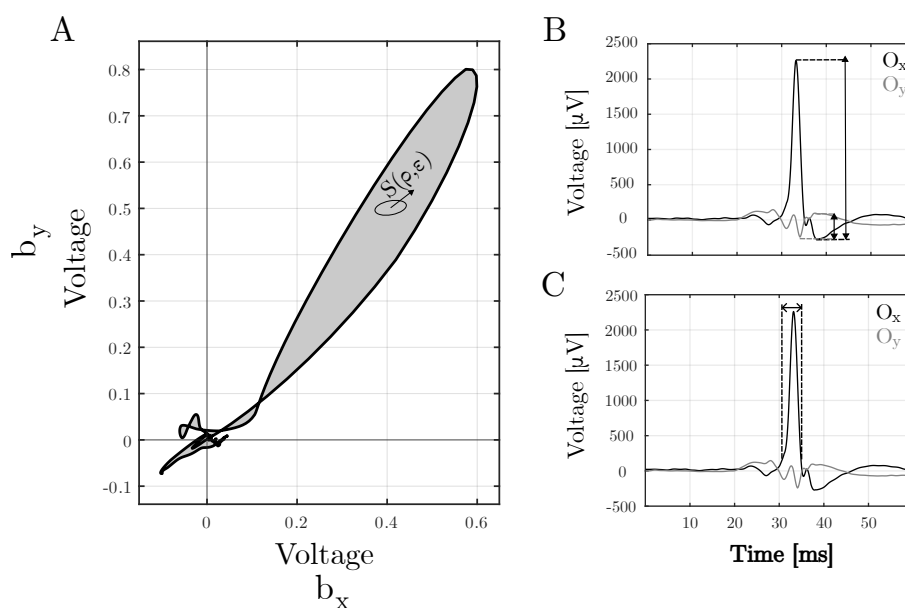 A
0.8
0.7
0.6
0.5
0.4
0.3
0.2
0.1
0
-0.1
b_y
Voltage
S(ρ,ε)
0
0.2
0.4
0.6
Voltage
b_x
B
2500
2000
1500
1000
500
0
-500
Voltage [µV]
O_x
O_y
C
2500
2000
1500
1000
500
0
-500
Voltage [µV]
O_x
O_y
10
20
30
40
50
Time [ms]